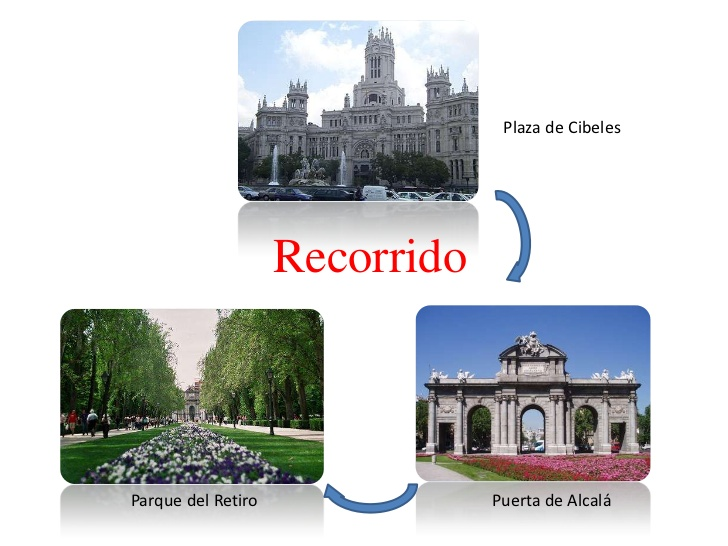 Plaza de Cibeles
Recorrido
Parque del Retiro
Puerta de Alcalá